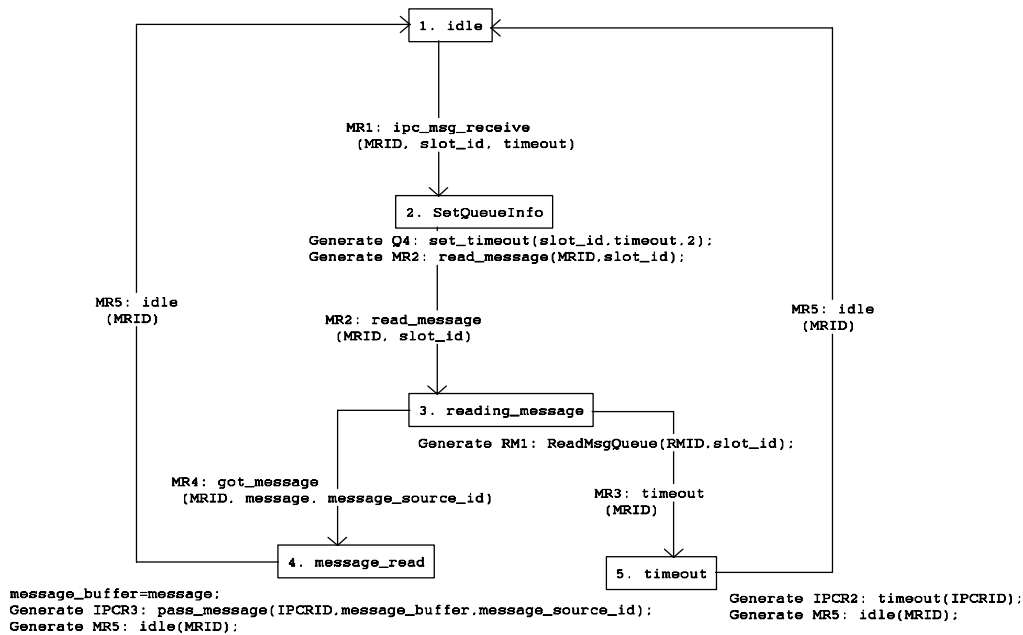 1. idle
MR1: ipc_msg_receive
(MRID, slot_id, timeout)
2. SetQueueInfo
Generate Q4: set_timeout(slot_id,timeout,2);
Generate MR2: read_message(MRID,slot_id);
MR5: idle
(MRID)
MR5: idle
(MRID)
MR2: read_message
(MRID, slot_id)
3. reading_message
Generate RM1: ReadMsgQueue(RMID,slot_id);
MR4: got_message
(MRID, message, message_source_id)
MR3: timeout
(MRID)
4. message_read
5. timeout
message_buffer=message;
Generate IPCR3: pass_message(IPCRID,message_buffer,message_source_id);
Generate MR5: idle(MRID);
Generate IPCR2: timeout(IPCRID);
Generate MR5: idle(MRID);